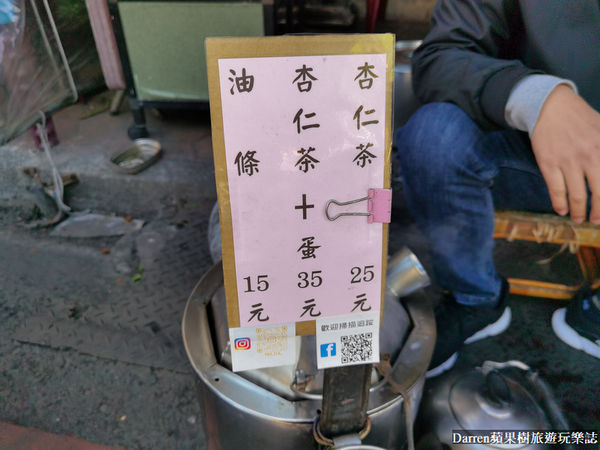 杏仁茶 25元
杏仁茶＋蛋 35元
油條 15元
歡迎掃描追蹤
DARREN蘋果樹旅遊玩樂誌